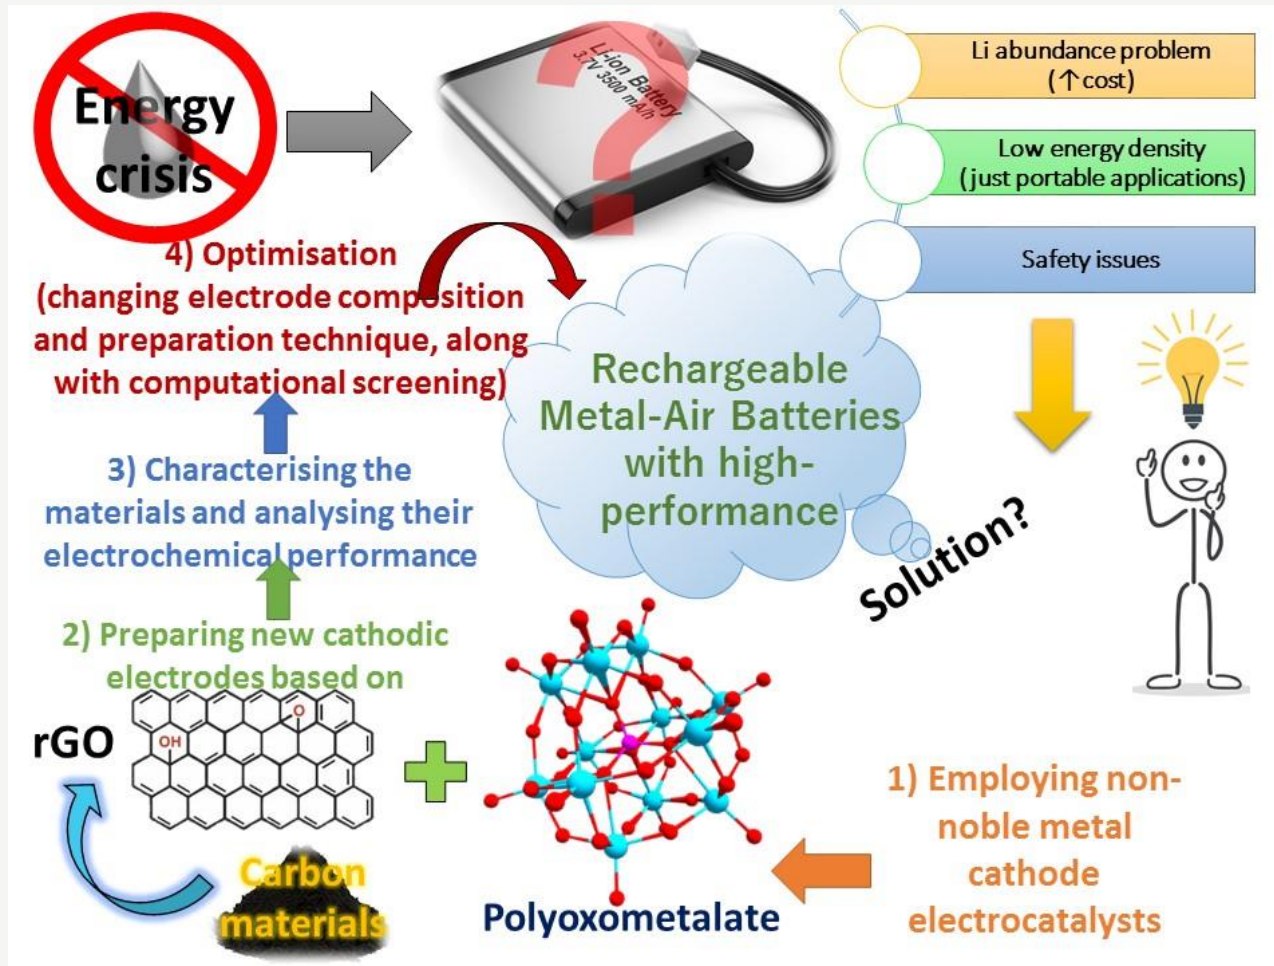 Energy
crisis
Li-ion Battery
3.7V 3500 mA/h
?
Li abundance problem
(↑cost)
Low energy density
(just portable applications)
Safety issues
4) Optimisation
(changing electrode composition
and preparation technique, along
with computational screening)
Rechargeable
Metal-Air Batteries
with high-
performance
Solution?
3) Characterising the
materials and analysing their
electrochemical performance
2) Preparing new cathodic
electrodes based on
rGO
O
OH
Carbon
materials
Polyoxometalate
1) Employing non-
noble metal
cathode
electrocatalysts